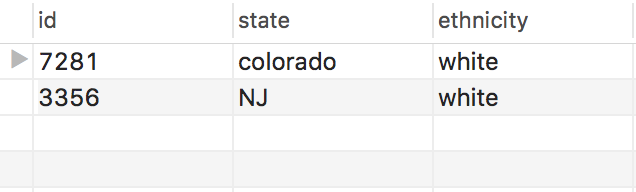 id state ethnicity
7281 colorado white
3356 NJ white